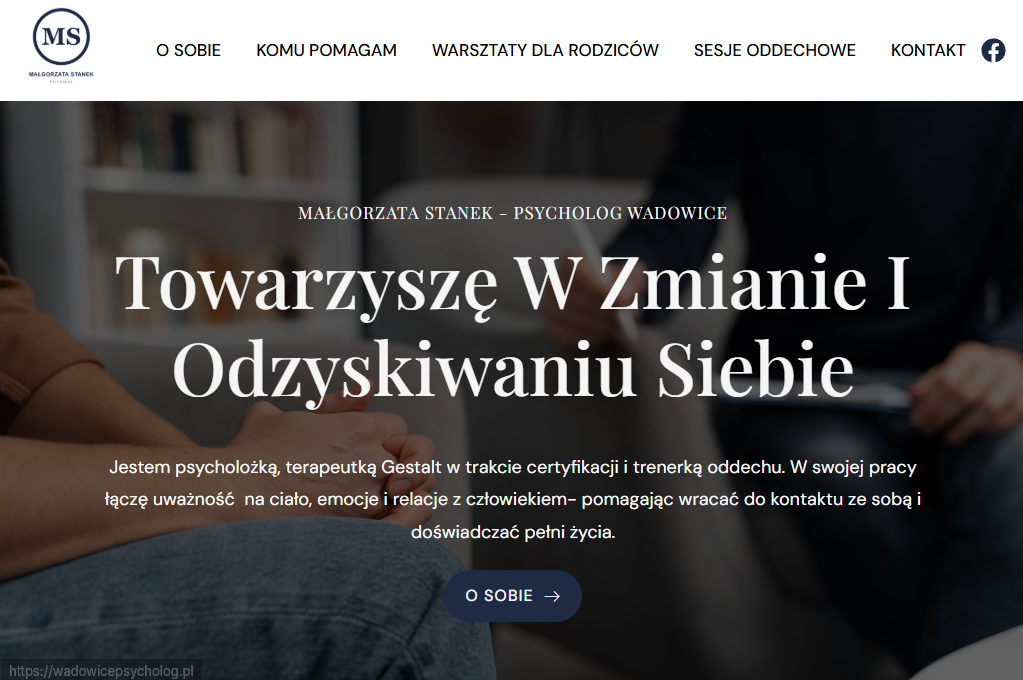 MS
MAŁGORZATA STANEK
PSYCHOLOG
O SOBIE
KOMU POMAGAM
WARSZTATY DLA RODZICÓW
SESJE ODDECHOWE
KONTAKT
MAŁGORZATA STANEK – PSYCHOLOG WADOWICE
Towarzyszę W Zmianie I
Odzyskiwaniu Siebie
Jestem psycholożką, terapeutką Gestalt w trakcie certyfikacji i trenerką oddechu. W swojej pracy
łączę uważność  na ciało, emocje i relacje z człowiekiem– pomagając wracać do kontaktu ze sobą i
doświadczać pełni życia.
O SOBIE →
https://wadowicepsycholog.pl